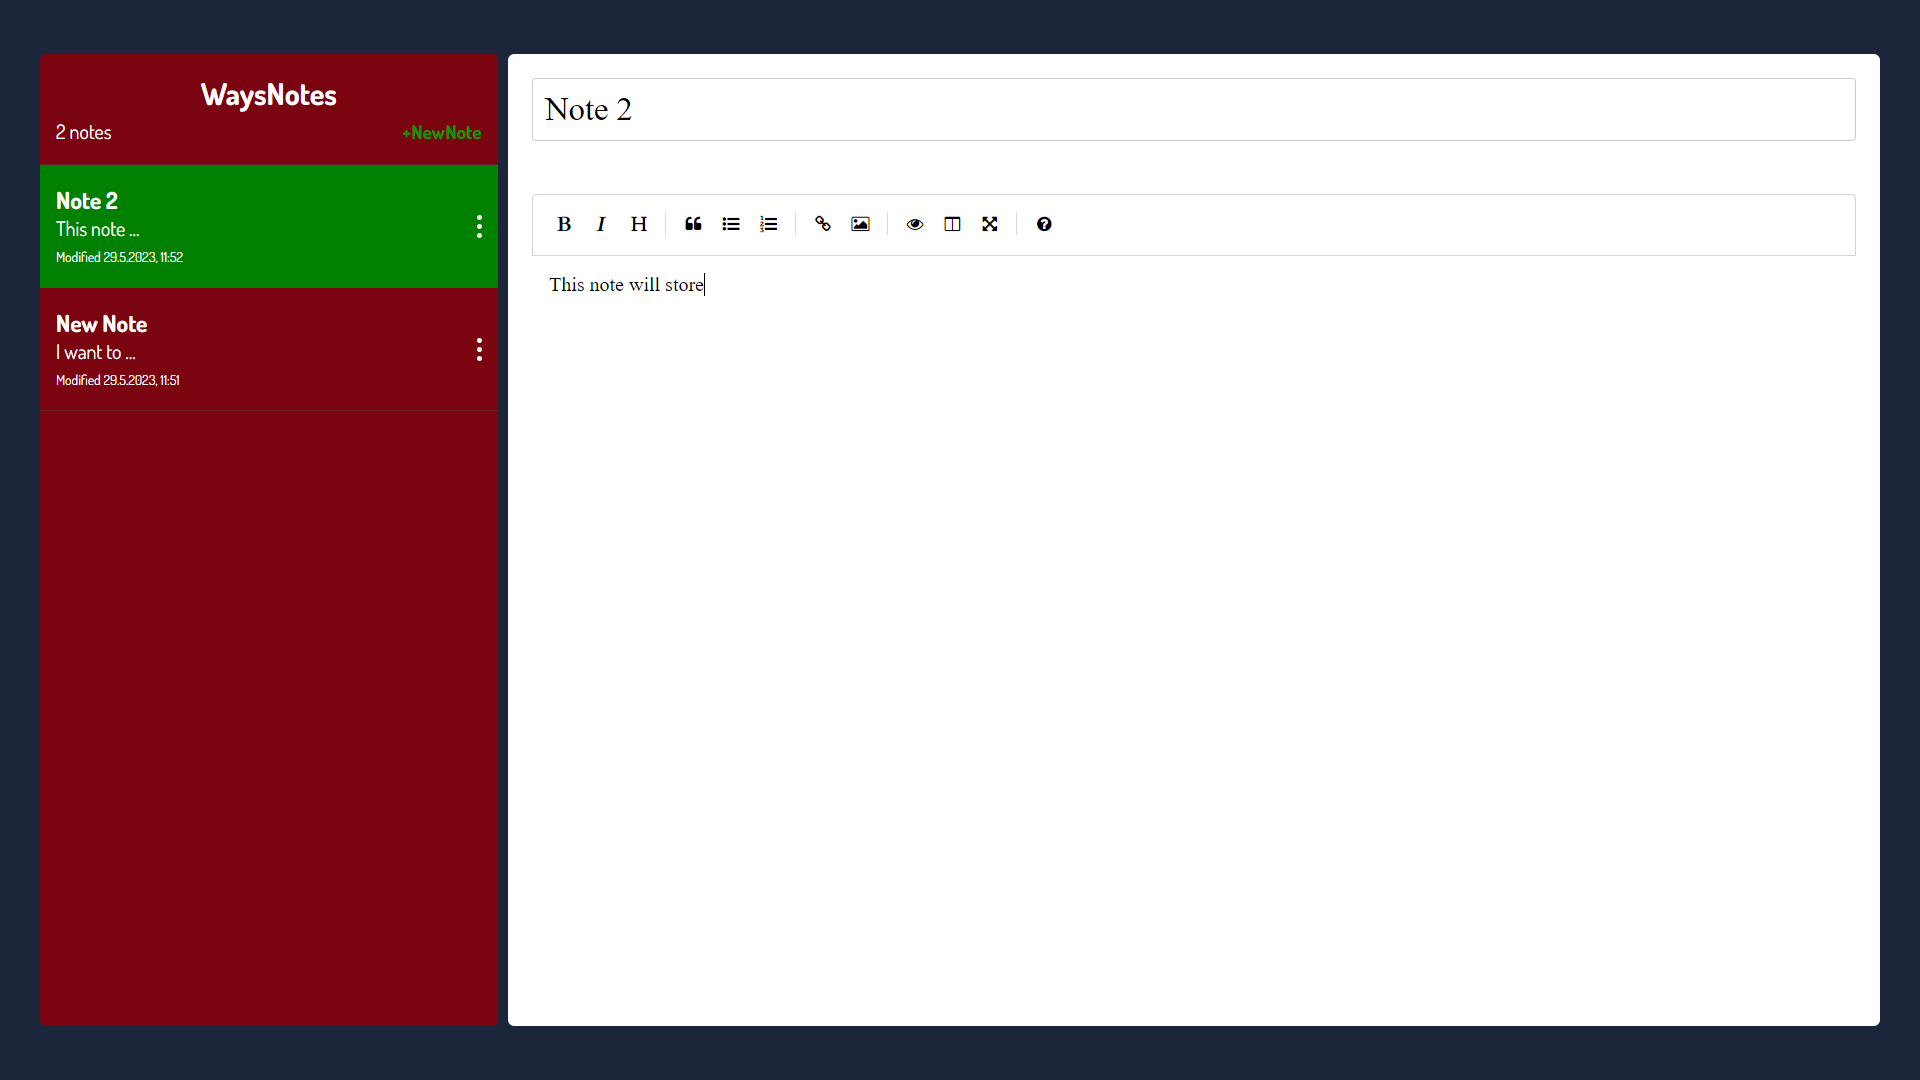 WaysNotes
2 notes
+NewNote
Note 2
This note ...
Modified 29.5.2023, 11:52
New Note
I want to ...
Modified 29.5.2023, 11:51
Note 2
B I H
This note will store